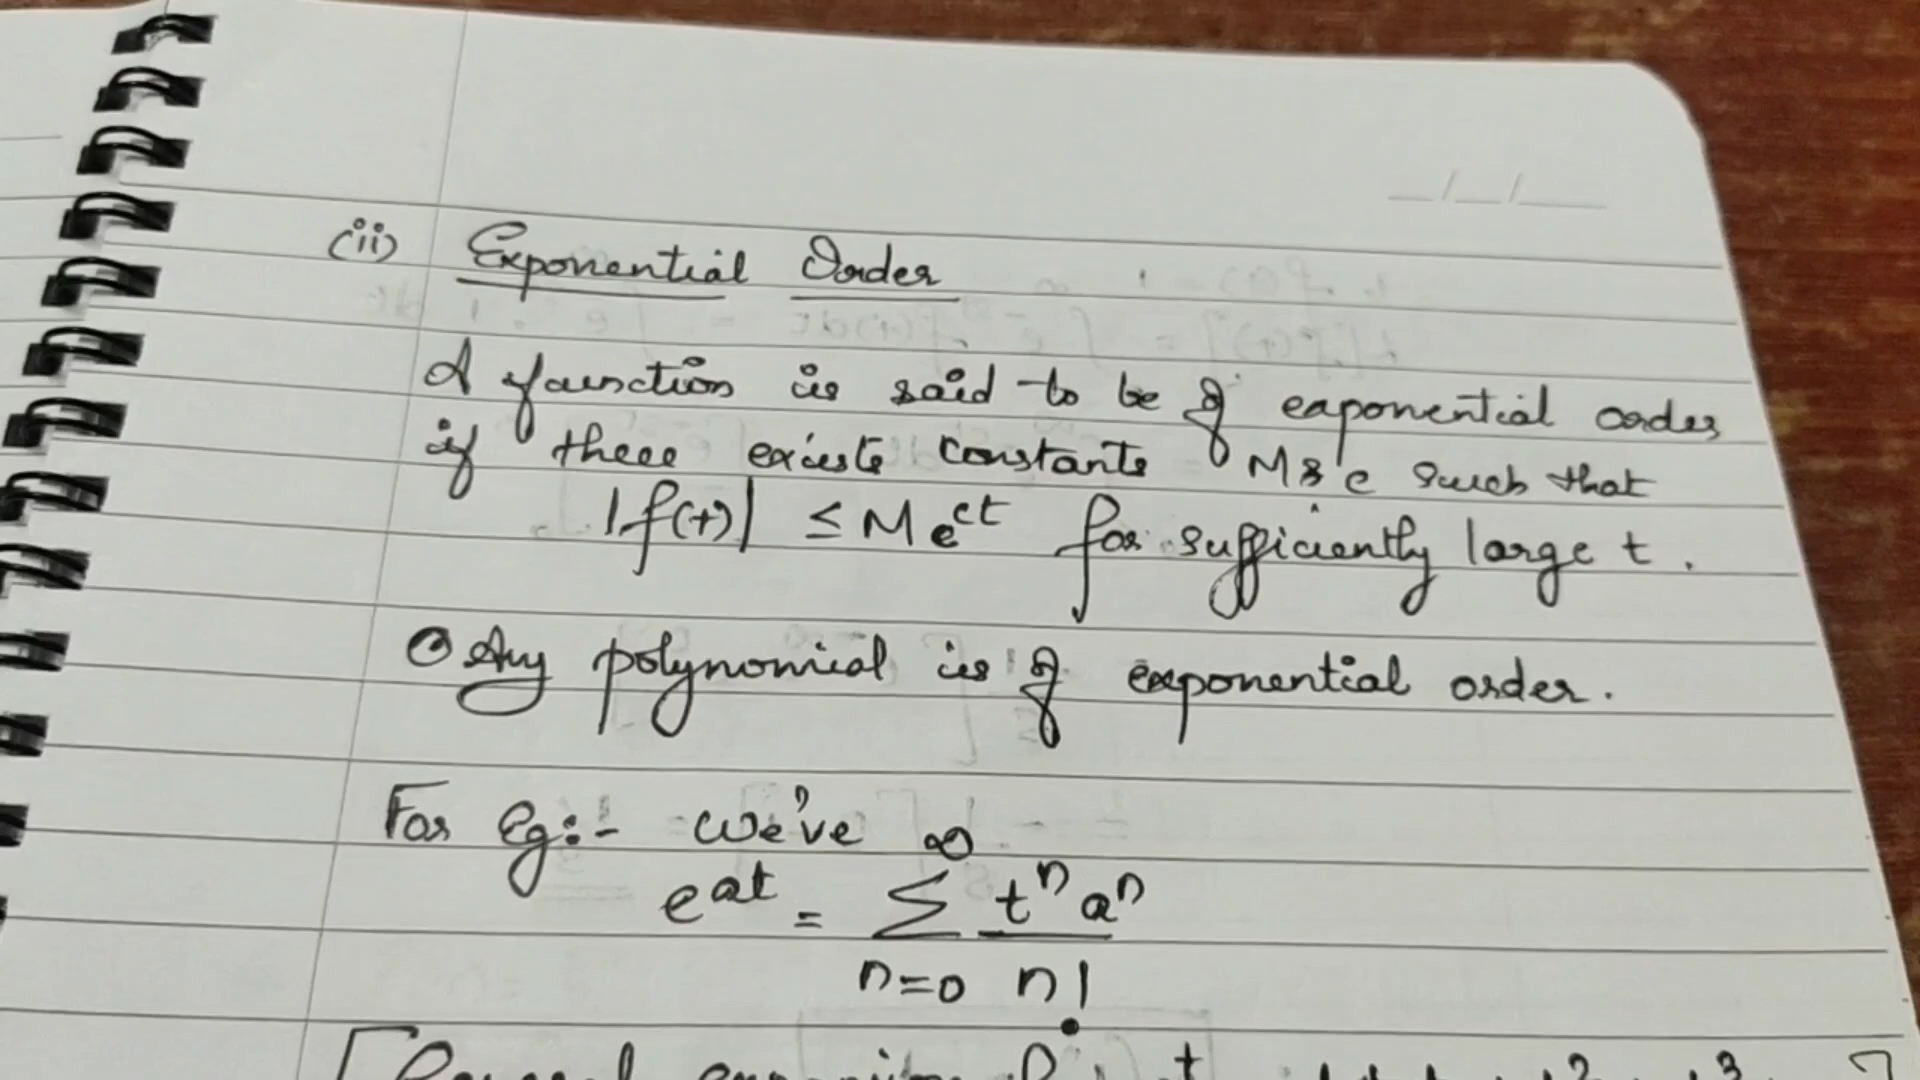 (ii) Exponential Order
A function is said to be of exponential order
if there exists constants M & c such that
|f(t)| ≤ M e^ct for sufficiently large t.
Any polynomial is of exponential order.
For Eg:- We've
e^at = ∞ Σ n=0 t^n a^n / n!